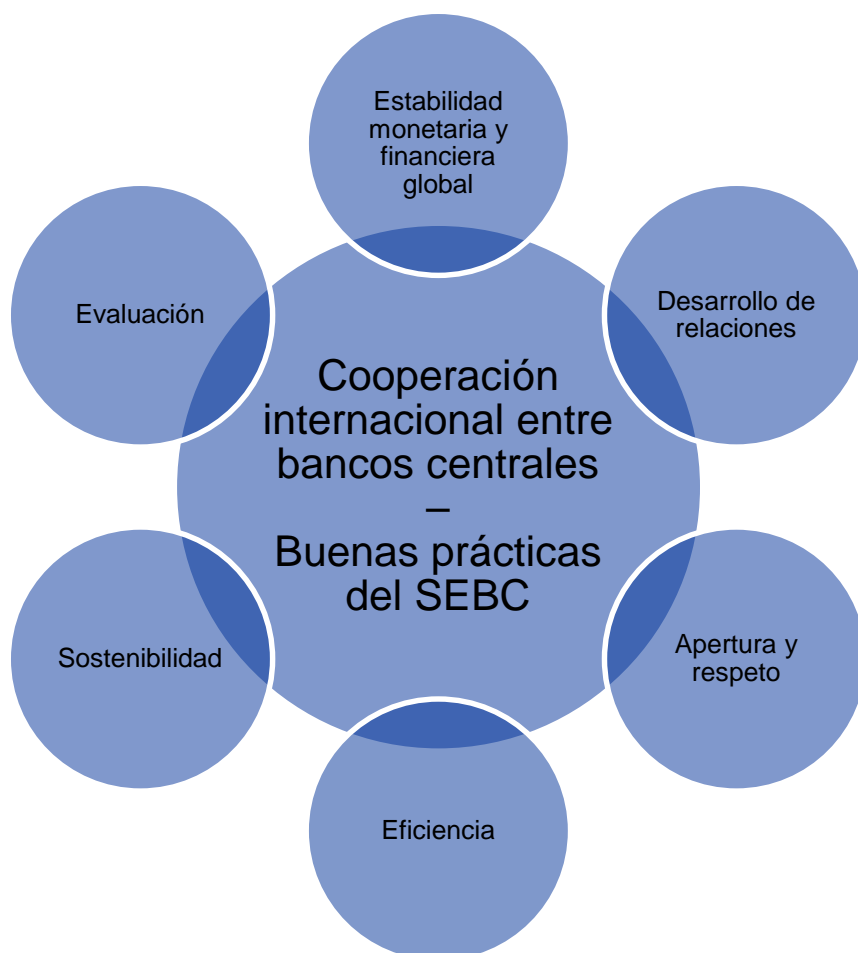 Estabilidad
monetaria y
financiera
global
Desarrollo de
relaciones
Apertura y
respeto
Eficiencia
Sostenibilidad
Evaluación
Cooperación
internacional entre
bancos centrales
–
Buenas prácticas
del SEBC